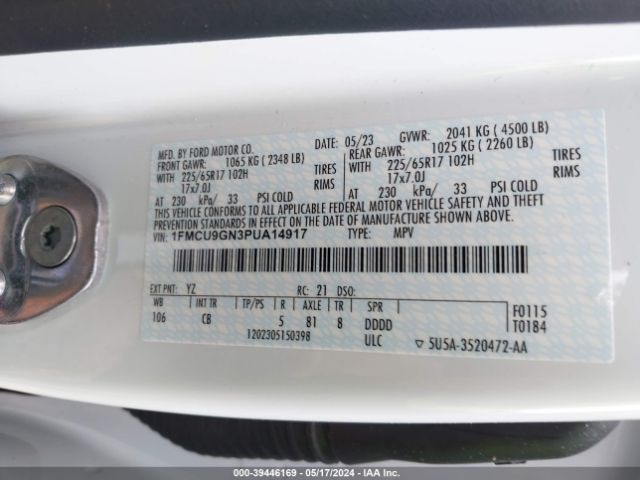 MFD. BY FORD MOTOR CO.
DATE: 05/23 GVWR: 2041 KG ( 4500 LB)
FRONT GAWR: 1065 KG ( 2348 LB) REAR GAWR: 1025 KG ( 2260 LB)
WITH 225/65R17 102H TIRES WITH 225/65R17 102H TIRES
17x7.0J RIMS 17x7.0J RIMS
AT 230 kPa/ 33 PSI COLD AT 230 kPa/ 33 PSI COLD
THIS VEHICLE CONFORMS TO ALL APPLICABLE FEDERAL MOTOR VEHICLE SAFETY AND THEFT
PREVENTION STANDARDS IN EFFECT ON THE DATE OF MANUFACTURE SHOWN ABOVE.
VIN: 1FMCU9GN3PUA14917 TYPE: MPV
EXT PNT: YZ RC: 21 DSO:
WB INT TR TP/PS R AXLE TR SPR
106 CB 5 81 8 DDDD
F0115
T0184
1202305150398 ULC ▽ 5U5A-3520472-AA
000-39446169 - 05/17/2024 - IAA Inc.